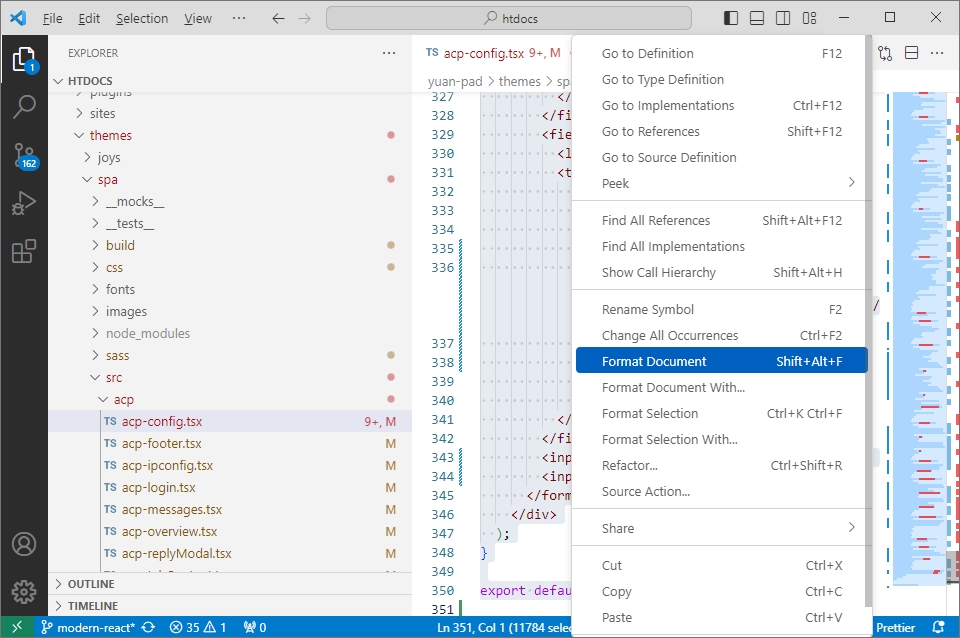 File Edit Selection View ··· htdocs
EXPLORER
HTDOCS
plugins
sites
themes
joys
spa
__mocks__
__tests__
build
css
fonts
images
node_modules
sass
src
acp
TS acp-config.tsx 9+, M
TS acp-footer.tsx M
TS acp-ipconfig.tsx M
TS acp-login.tsx M
TS acp-messages.tsx M
TS acp-overview.tsx M
TS acp-replyModal.tsx M
OUTLINE
TIMELINE
1
162
TS acp-config.tsx 9+, M
yuan-pad > themes > spa
327 </
328 </fi
329 <fie
330 <l
331 <t
332
333
334
335
336
/
337
338
339
340
341 </
342 </fi
343 <inp
344 <inp
345 </form
346 </div>
347 );
348 }
349
350 export defau
351
Go to Definition F12
Go to Type Definition
Go to Implementations Ctrl+F12
Go to References Shift+F12
Go to Source Definition
Peek
Find All References Shift+Alt+F12
Find All Implementations
Show Call Hierarchy Shift+Alt+H
Rename Symbol F2
Change All Occurrences Ctrl+F2
Format Document Shift+Alt+F
Format Document With...
Format Selection Ctrl+K Ctrl+F
Format Selection With...
Refactor... Ctrl+Shift+R
Source Action...
Share
Cut Ctrl+X
Copy Ctrl+C
Paste Ctrl+V
modern-react* 35 1 0 Ln 351, Col 1 (11784 selec Prettier